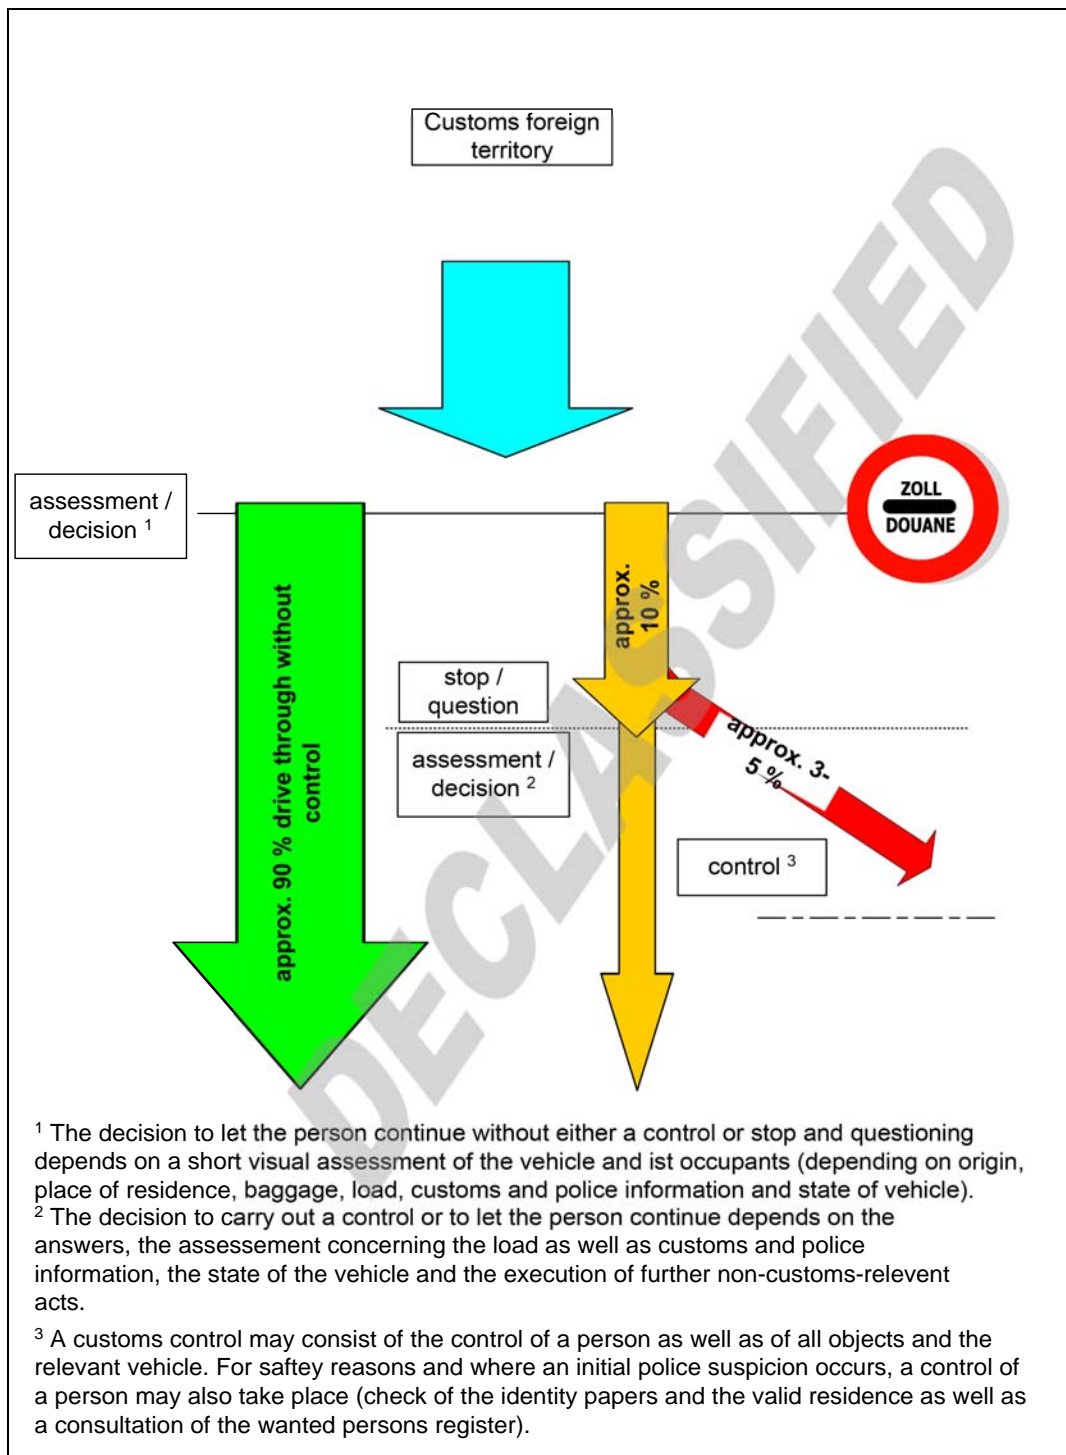 Customs foreign
territory
assessment /
decision 1
ZOLL
DOUANE
approx. 90 % drive through without
control
approx.
10 %
stop /
question
assessment /
decision 2
approx. 3-
5 %
control 3
DECLASSIFIED
1 The decision to let the person continue without either a control or stop and questioning
depends on a short visual assessment of the vehicle and ist occupants (depending on origin,
place of residence, baggage, load, customs and police information and state of vehicle).
2 The decision to carry out a control or to let the person continue depends on the
answers, the assessement concerning the load as well as customs and police
information, the state of the vehicle and the execution of further non-customs-relevent
acts.
3 A customs control may consist of the control of a person as well as of all objects and the
relevant vehicle. For saftey reasons and where an initial police suspicion occurs, a control of
a person may also take place (check of the identity papers and the valid residence as well as
a consultation of the wanted persons register).